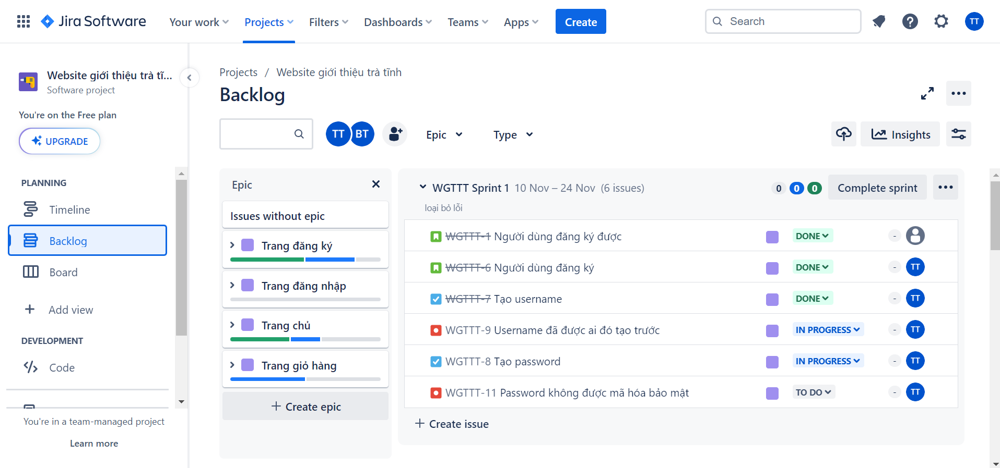 Jira Software Your work Projects Filters Dashboards Teams Apps Create Search TT
Website giới thiệu trà tĩ...
Software project
You're on the Free plan
UPGRADE
PLANNING
Timeline
Backlog
Board
Add view
DEVELOPMENT
Code
You're in a team-managed project
Learn more
Projects / Website giới thiệu trà tĩnh
Backlog
TT BT Epic Type Insights
Epic
Issues without epic
Trang đăng ký
Trang đăng nhập
Trang chủ
Trang giỏ hàng
+ Create epic
WGTTT Sprint 1 10 Nov – 24 Nov (6 issues) 0 0 0 Complete sprint
loại bỏ lỗi
WGTTT-1 Người dùng đăng ký được DONE -
WGTTT-6 Người dùng đăng ký DONE - TT
WGTTT-7 Tạo username DONE - TT
WGTTT-9 Username đã được ai đó tạo trước IN PROGRESS - TT
WGTTT-8 Tạo password IN PROGRESS - TT
WGTTT-11 Password không được mã hóa bảo mật TO DO - TT
+ Create issue